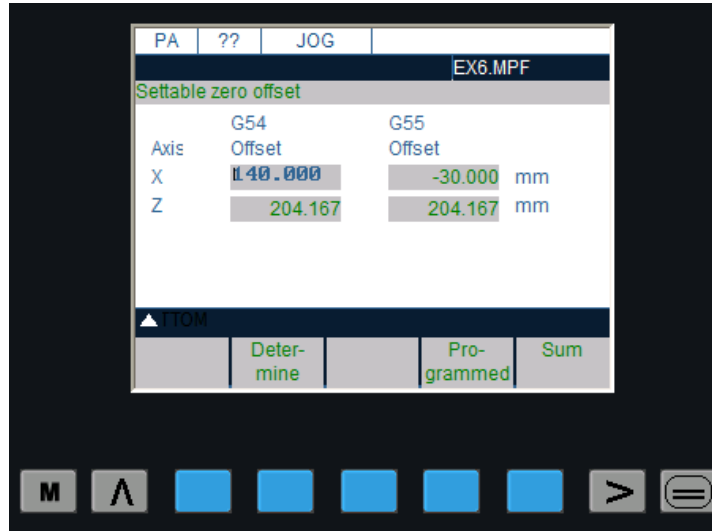 PA ?? JOG
EX6.MPF
Settable zero offset
G54 G55
Axis Offset Offset
X 140.000 -30.000 mm
Z 204.167 204.167 mm
TTOM
Deter- Pro- Sum
mine grammed
M Λ > =